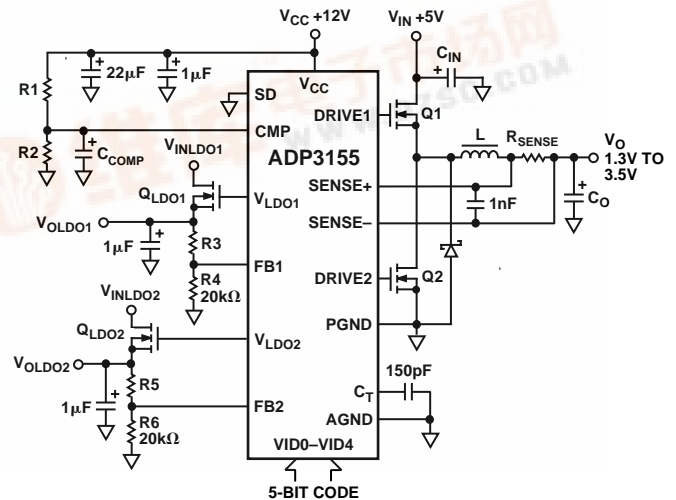 VCC +12V
VIN +5V
22µF
1µF
CIN
R1
VCC
SD
DRIVE1
Q1
CMP
R2
CCOMP
VINLDO1
ADP3155
L
RSENSE
VO
1.3V TO
3.5V
QLDO1
VLDO1
SENSE+
1nF
CO
VOLDO1
SENSE–
1µF
R3
FB1
R4
20kΩ
DRIVE2
Q2
VINLDO2
QLDO2
VLDO2
PGND
VOLDO2
150pF
R5
CT
1µF
FB2
AGND
R6
20kΩ
VID0–VID4
5-BIT CODE